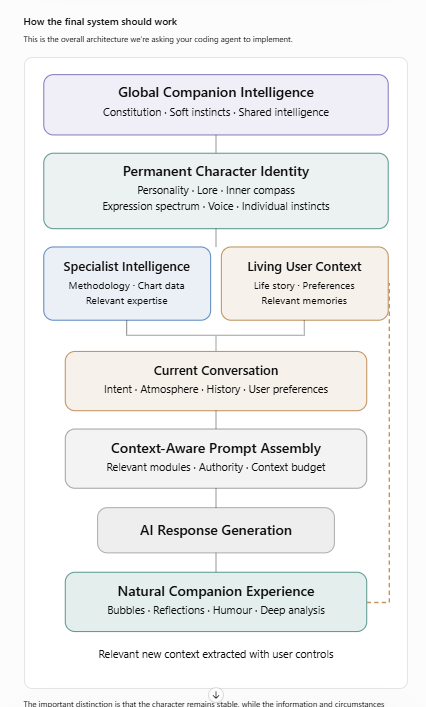 How the final system should work
This is the overall architecture we're asking your coding agent to implement.
Global Companion Intelligence
Constitution · Soft instincts · Shared intelligence
Permanent Character Identity
Personality · Lore · Inner compass
Expression spectrum · Voice · Individual instincts
Specialist Intelligence
Methodology · Chart data
Relevant expertise
Living User Context
Life story · Preferences
Relevant memories
Current Conversation
Intent · Atmosphere · History · User preferences
Context-Aware Prompt Assembly
Relevant modules · Authority · Context budget
AI Response Generation
Natural Companion Experience
Bubbles · Reflections · Humour · Deep analysis
Relevant new context extracted with user controls
The important distinction is that the character remains stable, while the information and circumstances